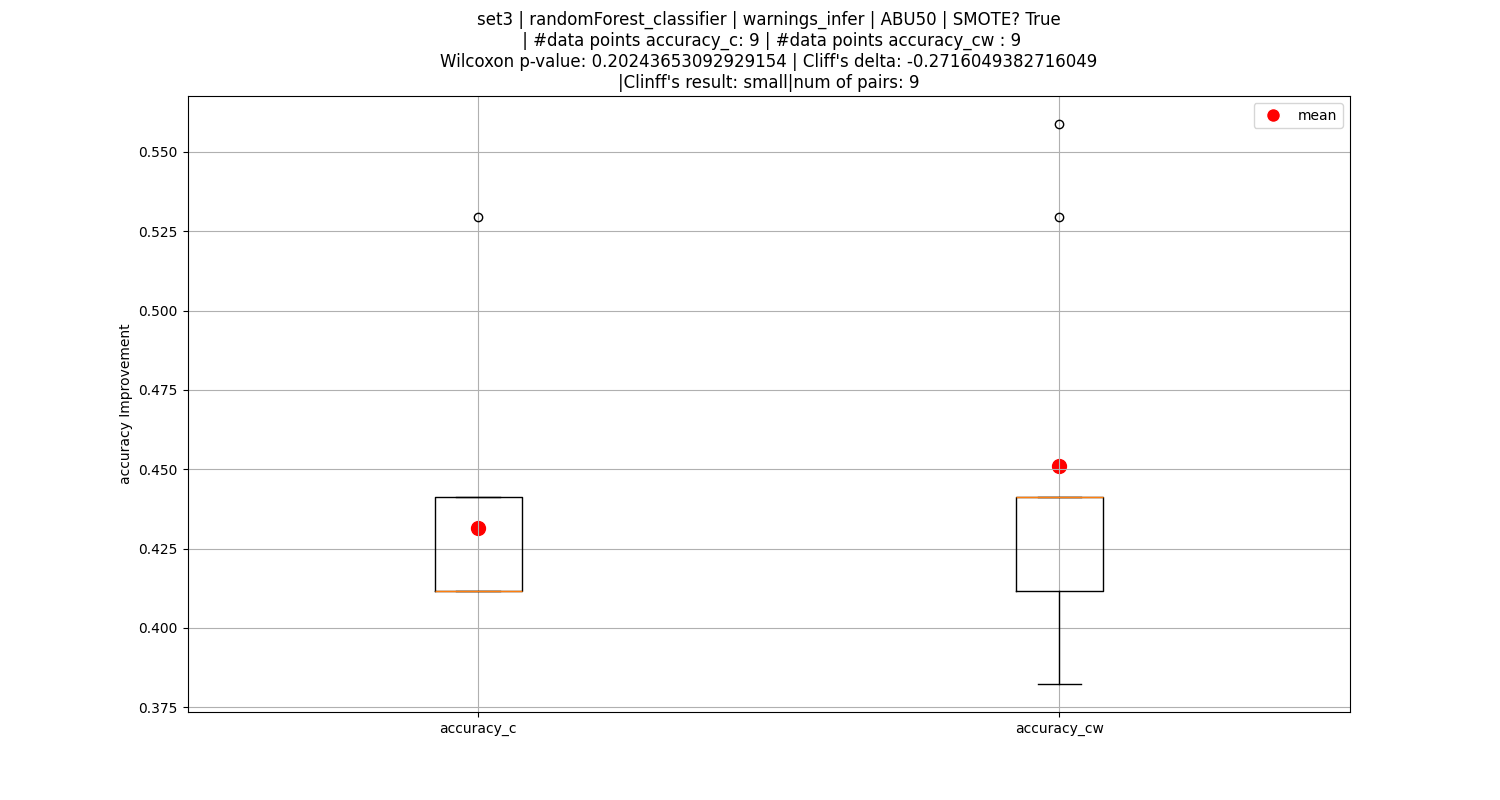 set3 | randomForest_classifier | warnings_infer | ABU50 | SMOTE? True
| #data points accuracy_c: 9 | #data points accuracy_cw : 9
Wilcoxon p-value: 0.20243653092929154 | Cliff's delta: -0.2716049382716049
|Clinff's result: small|num of pairs: 9
mean
accuracy Improvement
0.550
0.525
0.500
0.475
0.450
0.425
0.400
0.375
accuracy_c
accuracy_cw